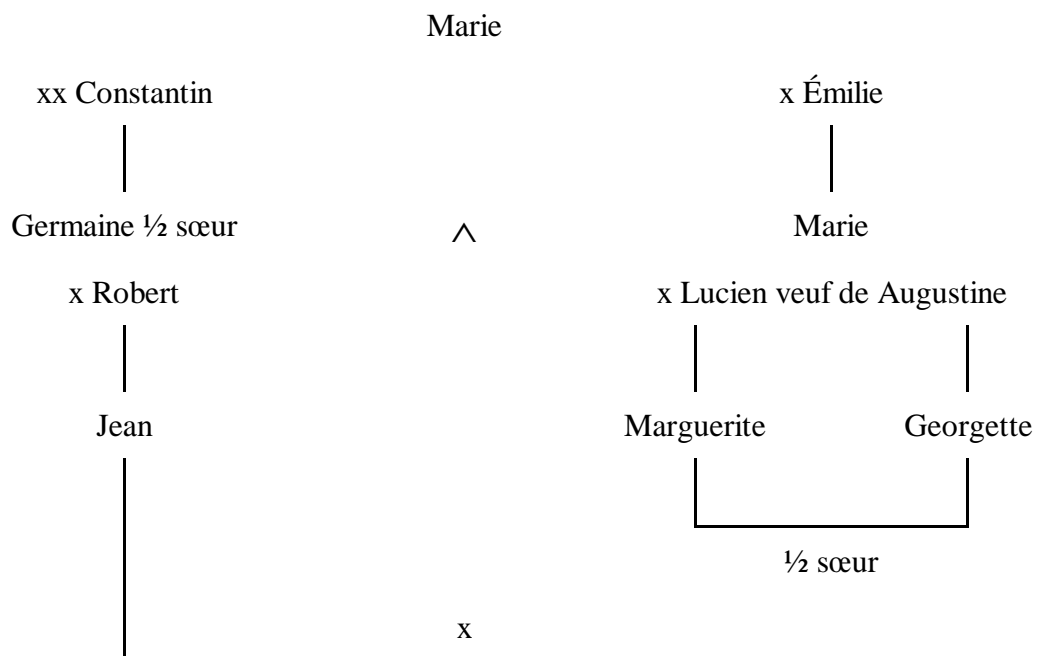 Marie
xx Constantin x Émilie
Germaine ½ sœur ^ Marie
x Robert x Lucien veuf de Augustine
Jean Marguerite Georgette
½ sœur
x